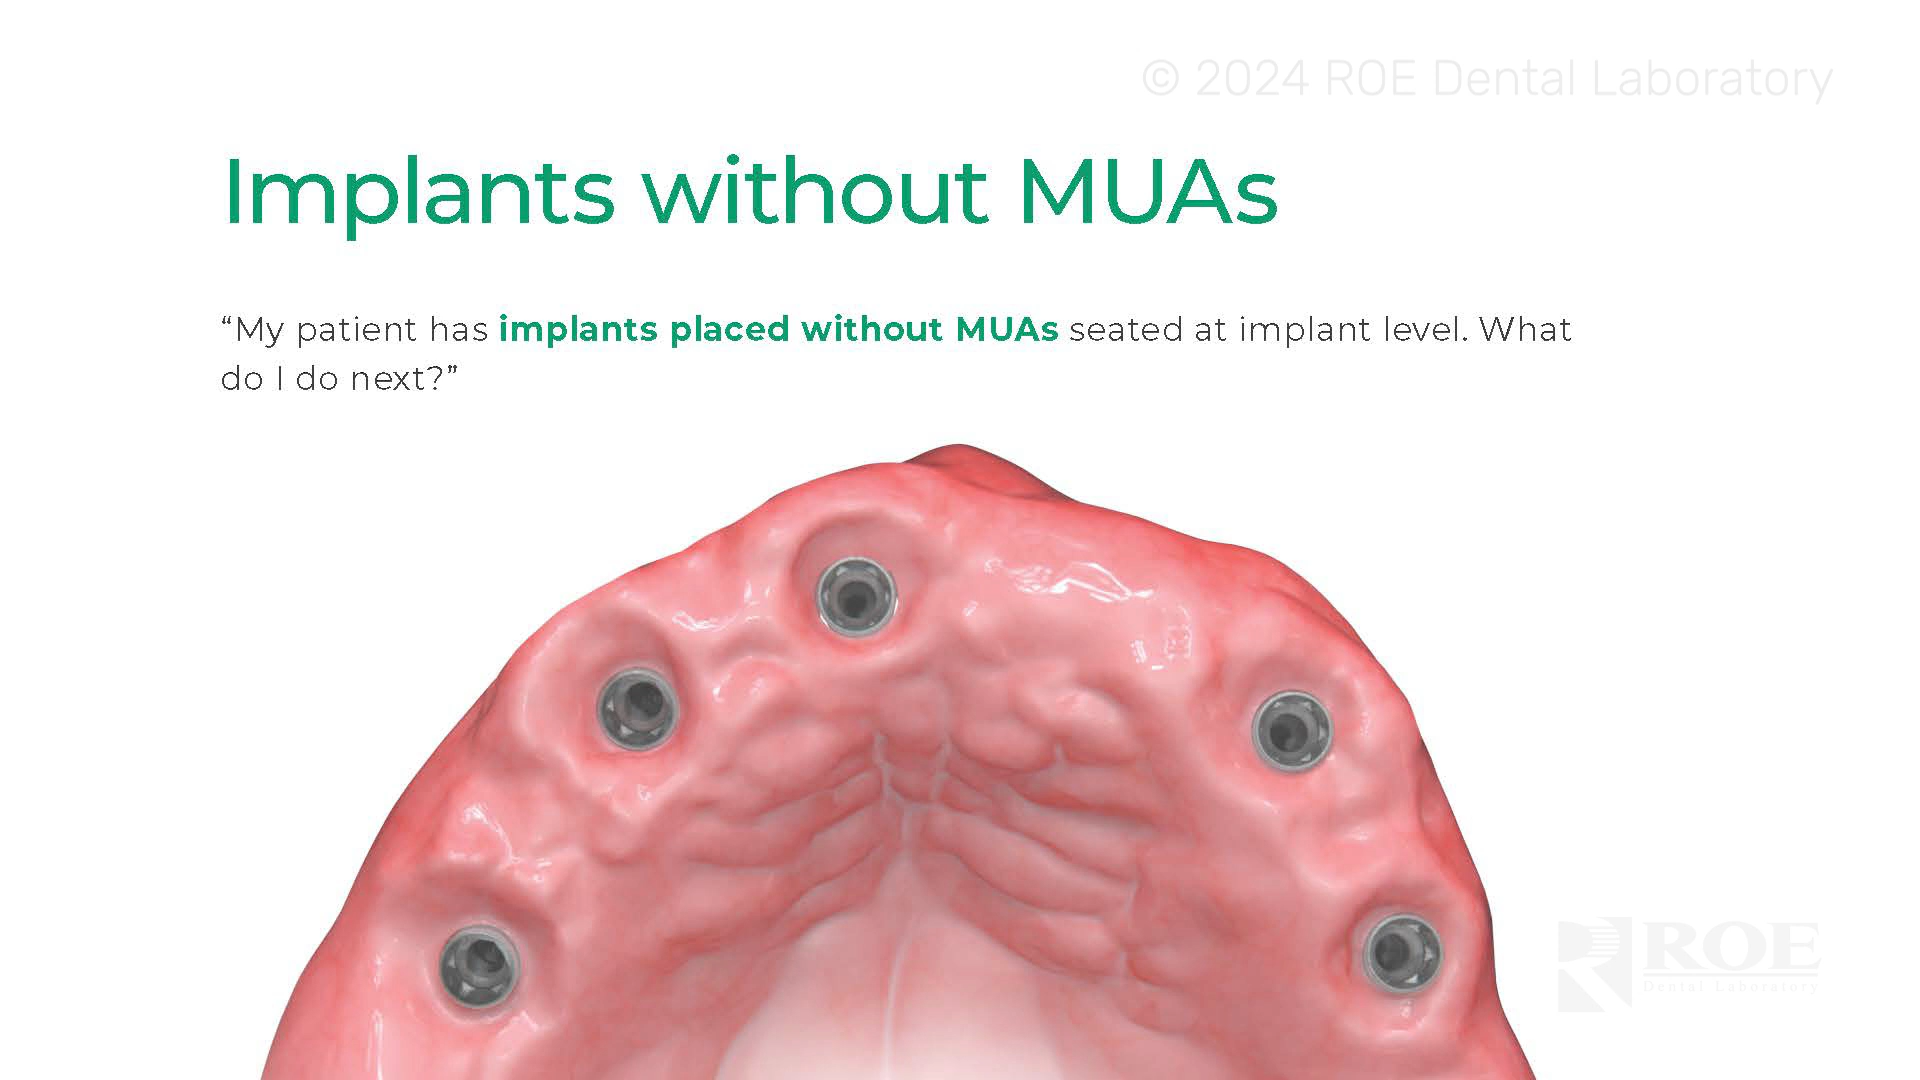 © 2024 ROE Dental Laboratory
Implants without MUAs
“My patient has implants placed without MUAs seated at implant level. What
do I do next?”
ROE
Dental Laboratory